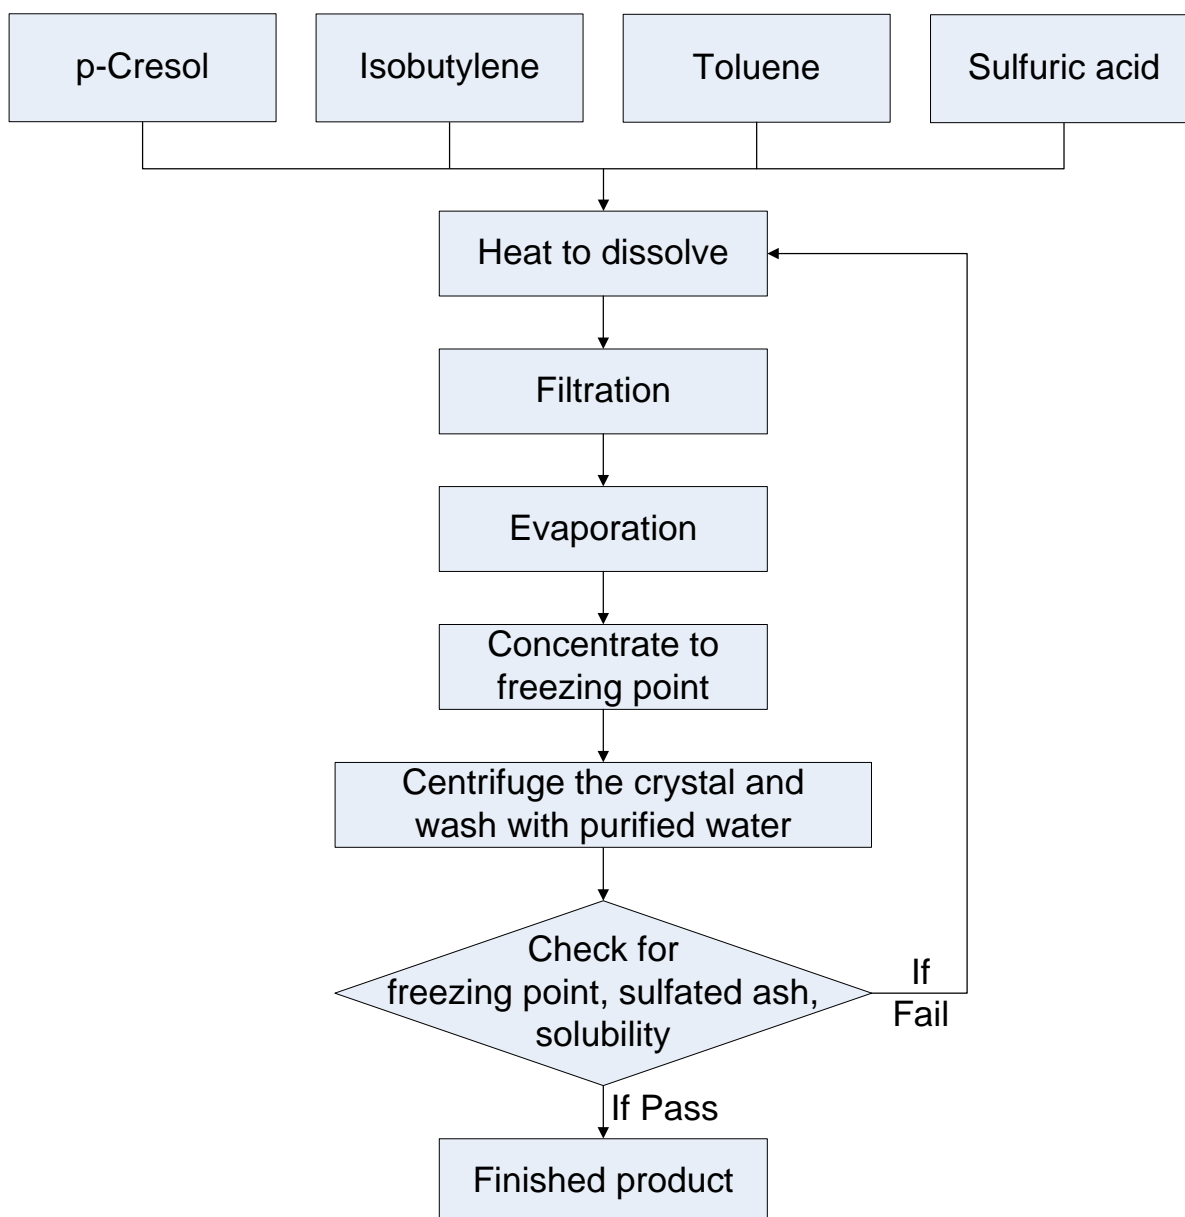 p-Cresol
Isobutylene
Toluene
Sulfuric acid
Heat to dissolve
Filtration
Evaporation
Concentrate to
freezing point
Centrifuge the crystal and
wash with purified water
Check for
freezing point, sulfated ash,
solubility
If
Fail
If Pass
Finished product